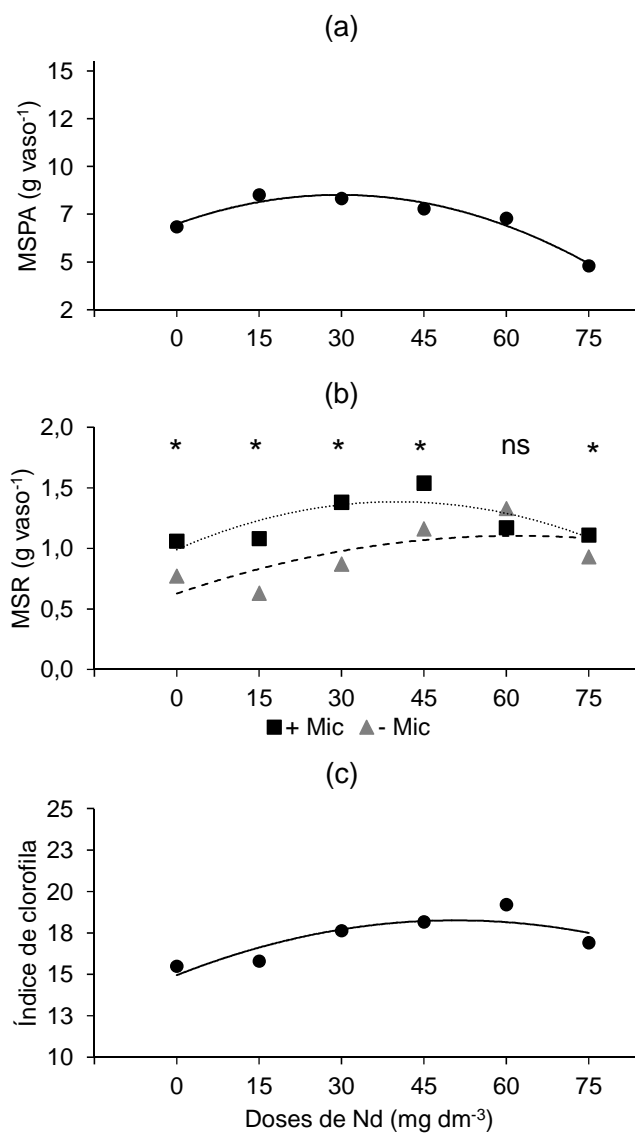 (a)
15
12
10
7
5
2
MSPA (g vaso⁻¹)
0 15 30 45 60 75
(b)
2,0
1,5
1,0
0,5
0,0
MSR (g vaso⁻¹)
* * * * ns *
0 15 30 45 60 75
+ Mic - Mic
(c)
25
23
20
18
15
13
10
Índice de clorofila
0 15 30 45 60 75
Doses de Nd (mg dm⁻³)